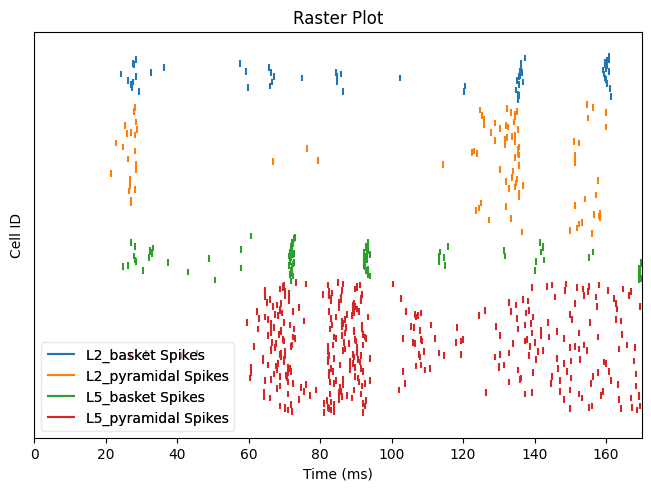 Raster Plot
Cell ID
L2_basket Spikes
L2_pyramidal Spikes
L5_basket Spikes
L5_pyramidal Spikes
0 20 40 60 80 100 120 140 160
Time (ms)